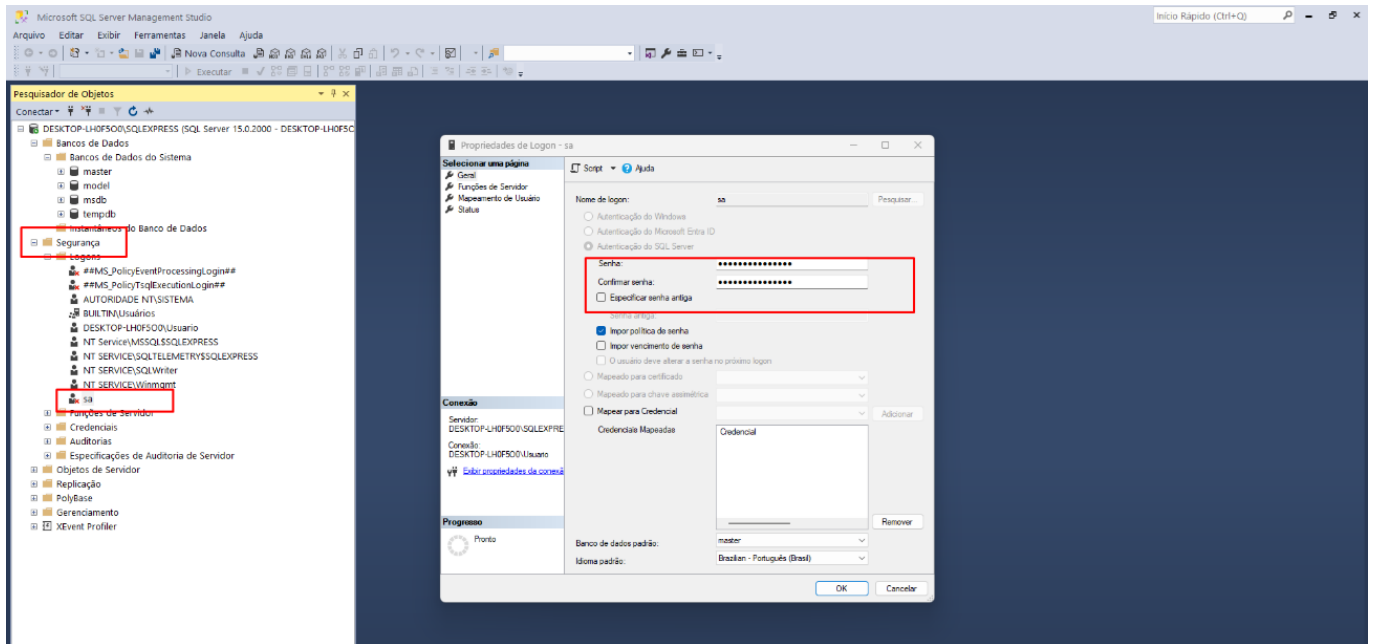 Microsoft SQL Server Management Studio
Início Rápido (Ctrl+Q)
Arquivo Editar Exibir Ferramentas Janela Ajuda
Nova Consulta
Executar
Pesquisador de Objetos
Conectar
DESKTOP-LH0F5O0\SQLEXPRESS (SQL Server 15.0.2000 - DESKTOP-LH0F5O
Bancos de Dados
Bancos de Dados do Sistema
master
model
msdb
tempdb
Instantâneos do Banco de Dados
Segurança
Logons
##MS_PolicyEventProcessingLogin##
##MS_PolicyTsqlExecutionLogin##
AUTORIDADE NT\SISTEMA
BUILTIN\Usuários
DESKTOP-LH0F5O0\Usuario
NT Service\MSSQL$SQLEXPRESS
NT SERVICE\SQLTELEMETRY$SQLEXPRESS
NT SERVICE\SQLWriter
NT SERVICE\Winmgmt
sa
Funções de Servidor
Credenciais
Auditorias
Especificações de Auditoria de Servidor
Objetos de Servidor
Replicação
PolyBase
Gerenciamento
XEvent Profiler
Propriedades de Logon - sa
Selecionar uma página
Geral
Funções de Servidor
Mapeamento de Usuário
Status
Conexão
Servidor:
DESKTOP-LH0F5O0\SQLEXPRE
Conexão:
DESKTOP-LH0F5O0\Usuario
Exibir propriedades da conexã
Progresso
Pronto
Script Ajuda
Nome de logon: sa Pesquisar...
Autenticação do Windows
Autenticação do Microsoft Entra ID
Autenticação do SQL Server
Senha: •••••••••••••••
Confirmar senha: •••••••••••••••
Especificar senha antiga
Senha antiga:
Impor política de senha
Impor vencimento de senha
O usuário deve alterar a senha no próximo logon
Mapeado para certificado
Mapeado para chave assimétrica
Mapear para Credencial Adicionar
Credenciais Mapeadas Credencial
Remover
Banco de dados padrão: master
Idioma padrão: Brazilian - Português (Brasil)
OK Cancelar